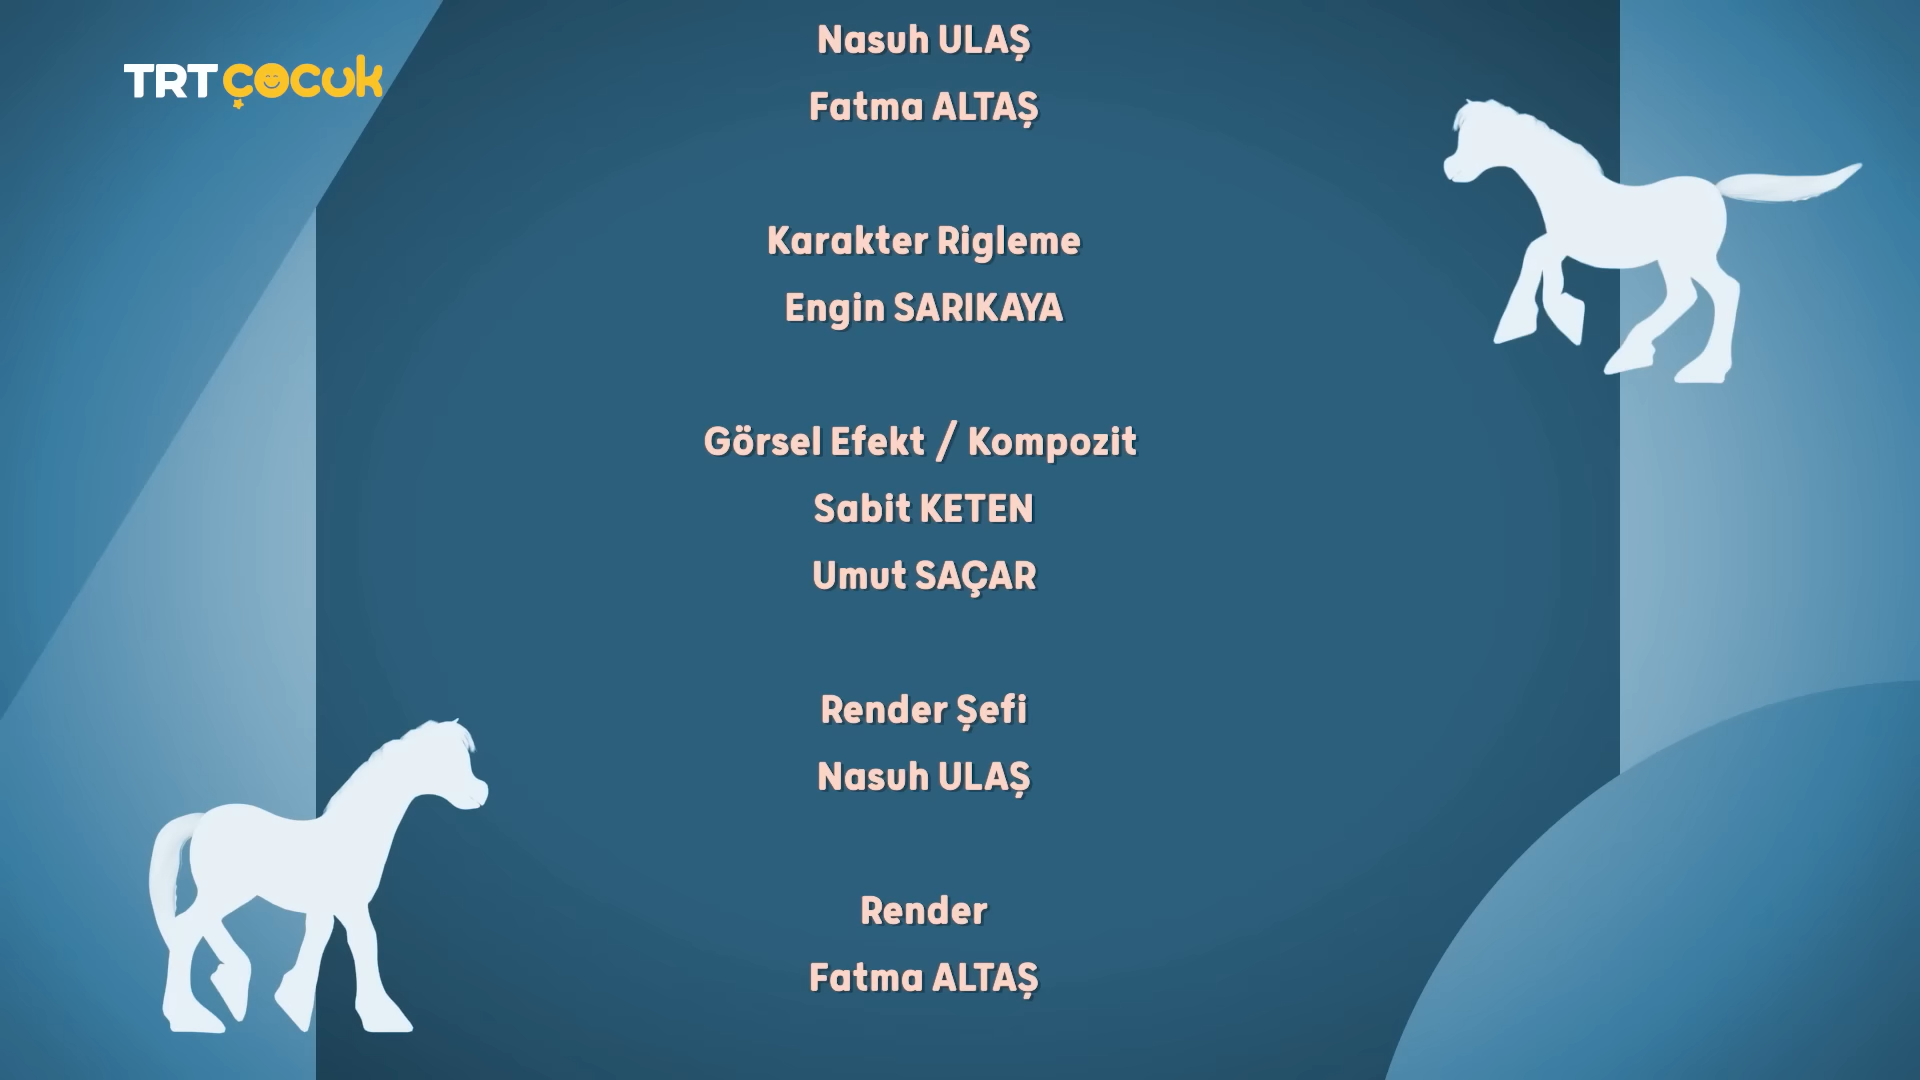 TRT çocuk
Nasuh ULAŞ
Fatma ALTAŞ
Karakter Rigleme
Engin SARIKAYA
Görsel Efekt / Kompozit
Sabit KETEN
Umut SAÇAR
Render Şefi
Nasuh ULAŞ
Render
Fatma ALTAŞ